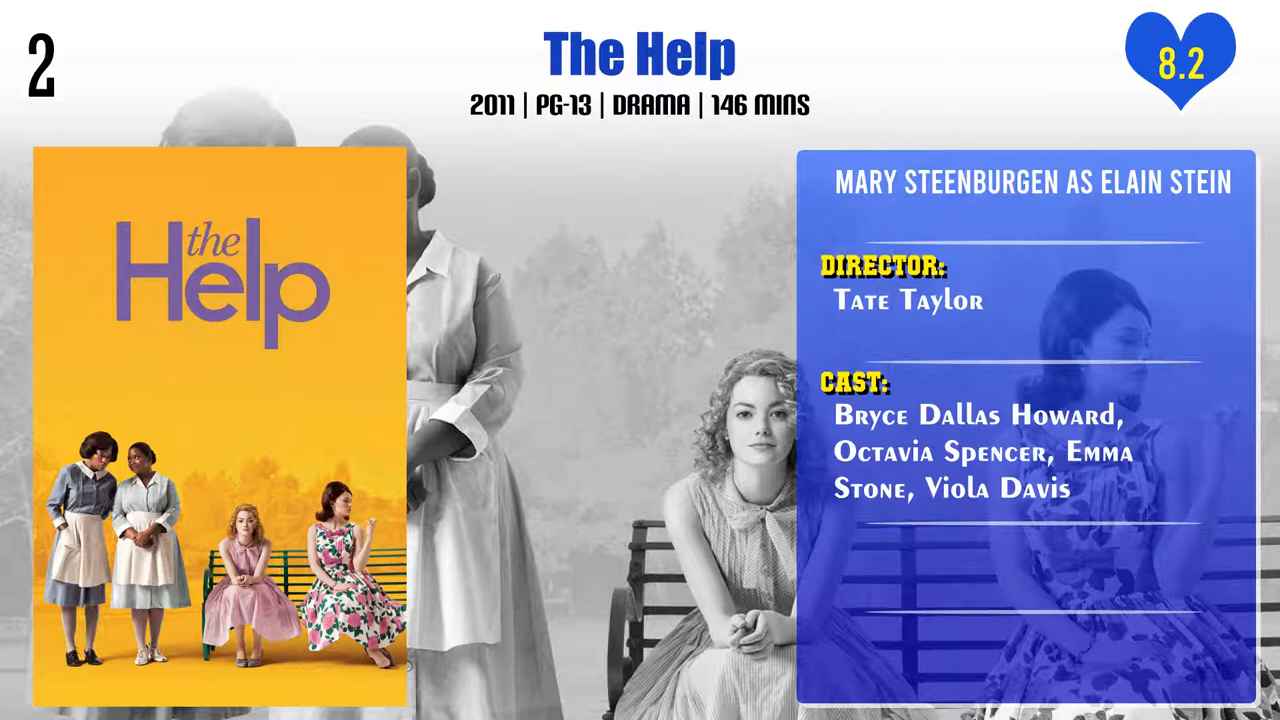 2
The Help
2011 | PG-13 | DRAMA | 146 MINS
8.2
the
Help
MARY STEENBURGEN AS ELAIN STEIN
DIRECTOR:
Tate Taylor
CAST:
Bryce Dallas Howard,
Octavia Spencer, Emma
Stone, Viola Davis